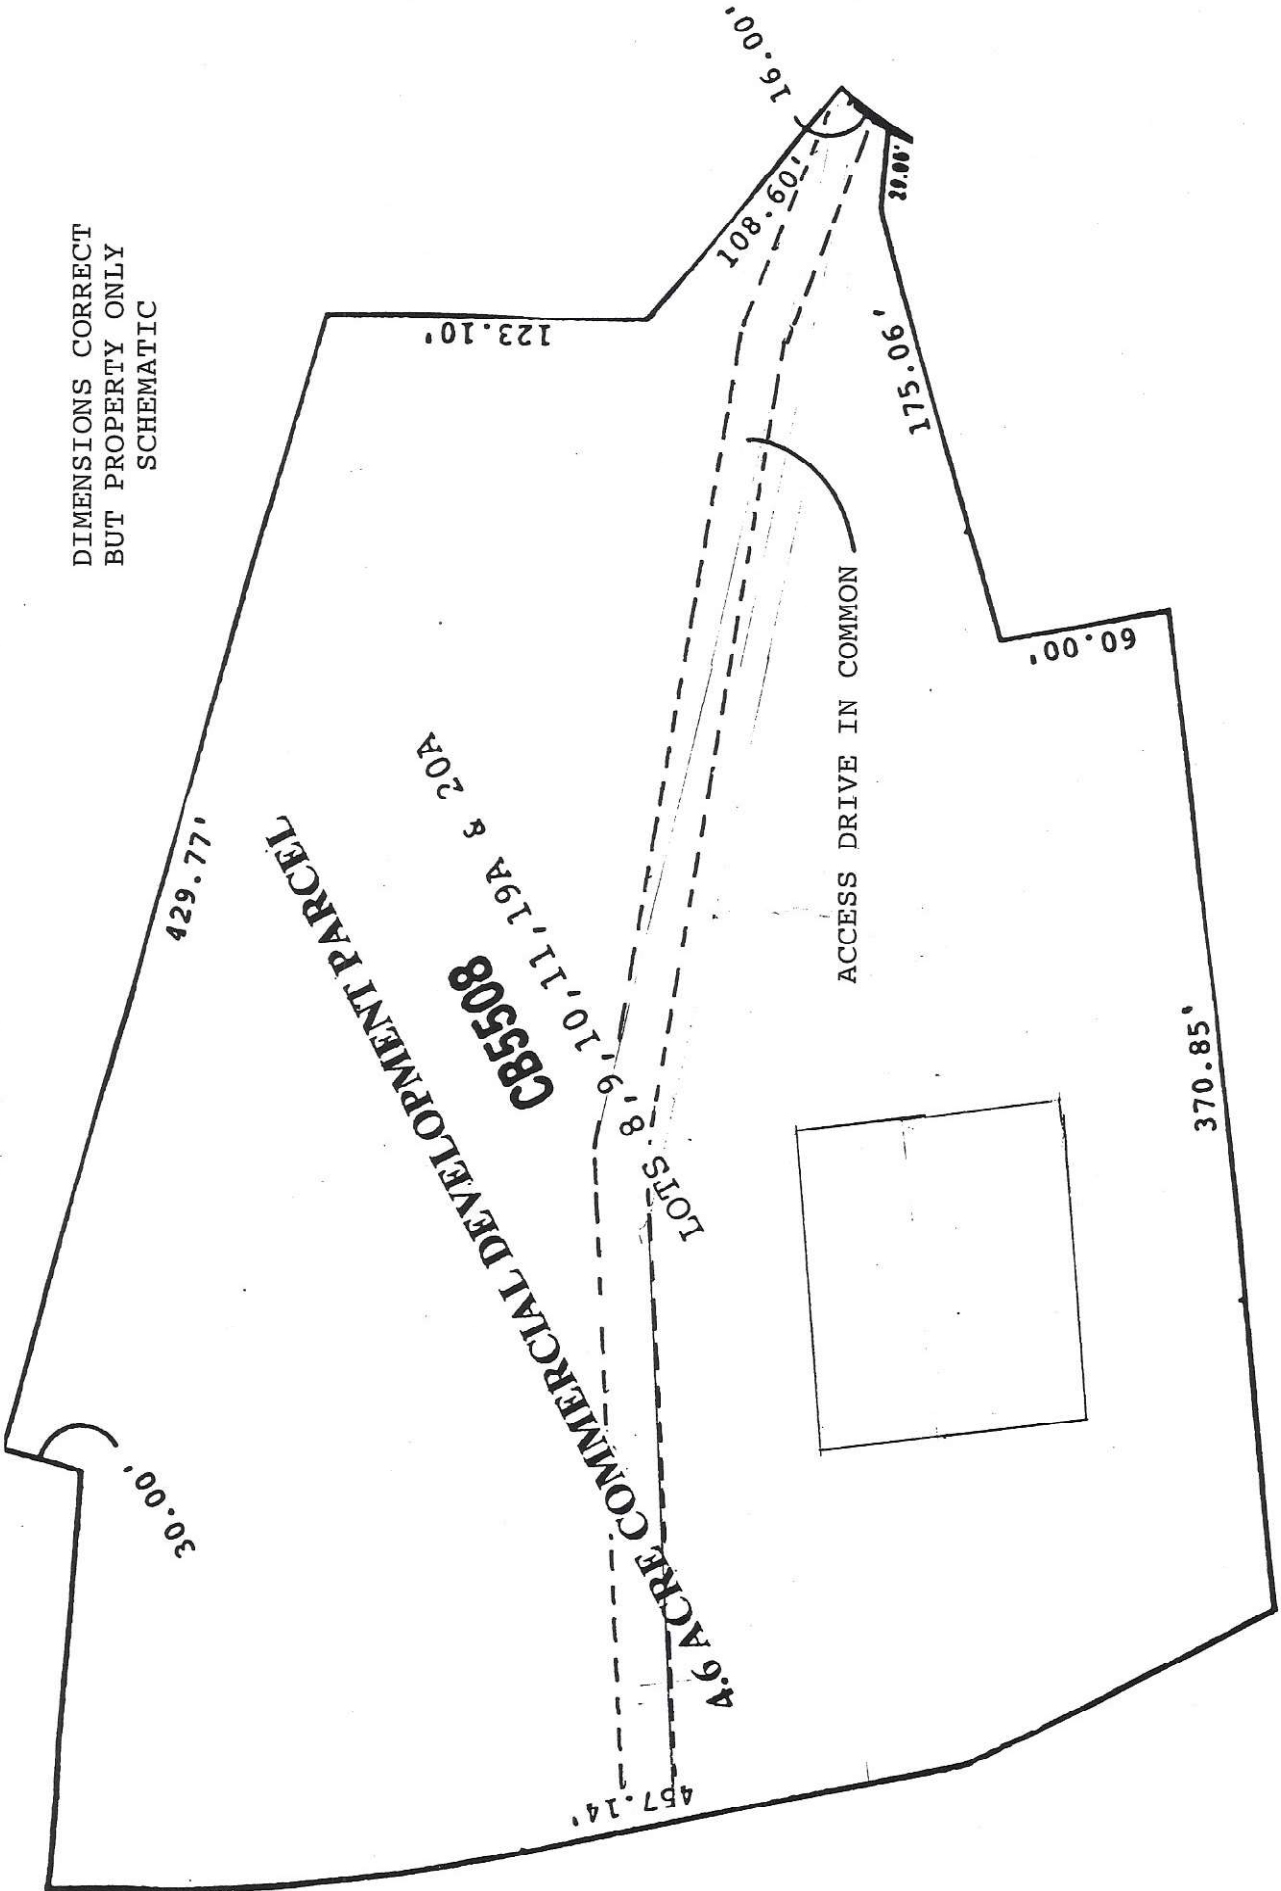 DIMENSIONS CORRECT
BUT PROPERTY ONLY
SCHEMATIC
16.00'
108.60'
123.10'
175.06'
60.00'
429.77'
4.6 ACRE COMMERCIAL DEVELOPMENT PARCEL
CB5508
LOTS 8,9,10,11,19A & 20A
ACCESS DRIVE IN COMMON
370.85'
30.00'
457.14'